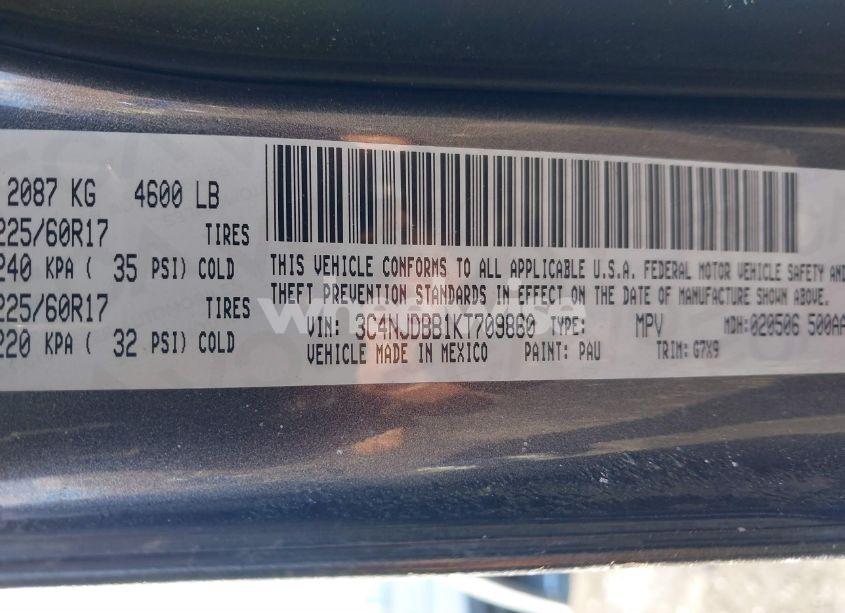 2087 KG 4600 LB
225/60R17 TIRES
240 KPA ( 35 PSI) COLD
225/60R17 TIRES
220 KPA ( 32 PSI) COLD
THIS VEHICLE CONFORMS TO ALL APPLICABLE U.S.A. FEDERAL MOTOR VEHICLE SAFETY AND
THEFT PREVENTION STANDARDS IN EFFECT ON THE DATE OF MANUFACTURE SHOWN ABOVE.
VIN: 3C4NJDBB1KT709860 TYPE: MPV MDH:020506 500AA
VEHICLE MADE IN MEXICO PAINT: PAU TRIM: G7X9